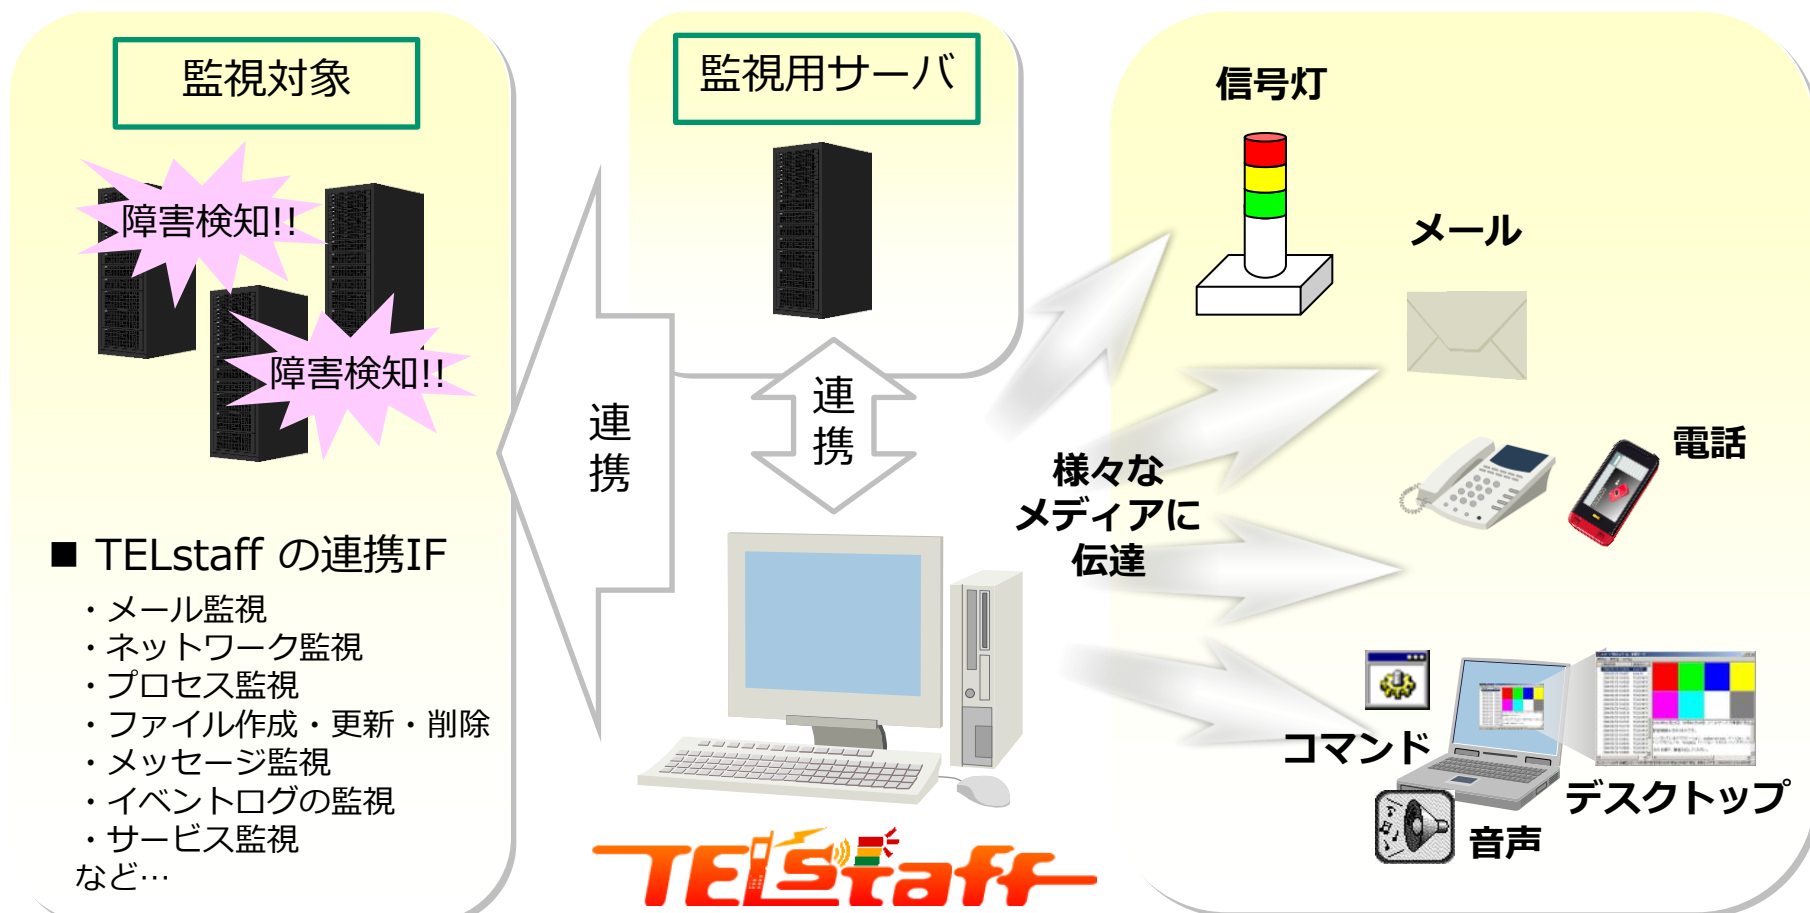 監視対象
障害検知!!
障害検知!!
■ TELstaff の連携IF
・メール監視
・ネットワーク監視
・プロセス監視
・ファイル作成・更新・削除
・メッセージ監視
・イベントログの監視
・サービス監視
など…
連
携
監視用サーバ
連
携
TELstaff
様々な
メディアに
伝達
信号灯
メール
電話
コマンド
デスクトップ
音声